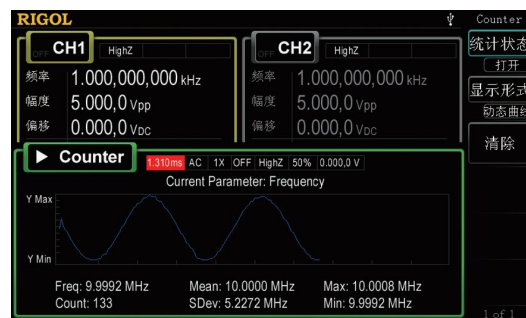 RIGOL
Counter
OFF CH1 HighZ
OFF CH2 HighZ
统计状态
打开
频率 1.000,000,000 kHz
频率 1.000,000,000 kHz
显示形式
幅度 5.000,0 Vpp
幅度 5.000,0 Vpp
动态曲线
偏移 0.000,0 VDC
偏移 0.000,0 VDC
清除
Counter
1.310ms AC 1X OFF HighZ 50% 0.000,0 V
Current Parameter: Frequency
Y Max
Y Min
Freq: 9.9992 MHz Mean: 10.0000 MHz Max: 10.0008 MHz
Count: 133 SDev: 5.2272 MHz Min: 9.9992 MHz
1 of 1